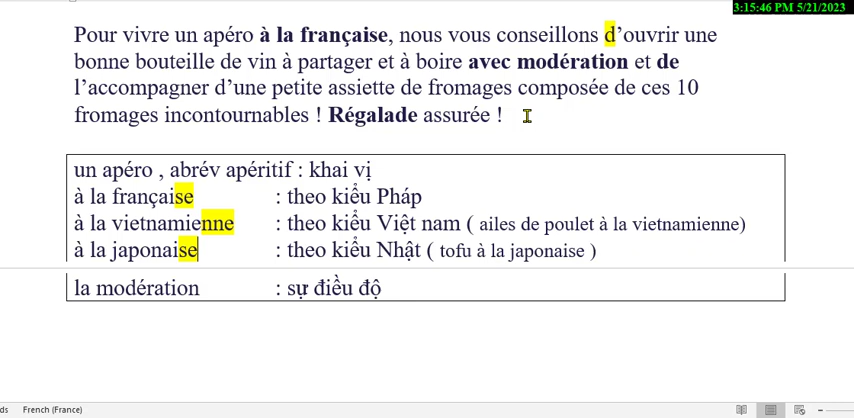 3:15:46 PM 5/21/2023
Pour vivre un apéro à la française, nous vous conseillons d’ouvrir une
bonne bouteille de vin à partager et à boire avec modération et de
l’accompagner d’une petite assiette de fromages composée de ces 10
fromages incontournables ! Régalade assurée !
un apéro , abrév apéritif : khai vị
à la française : theo kiểu Pháp
à la vietnamienne : theo kiểu Việt nam ( ailes de poulet à la vietnamienne)
à la japonaise : theo kiểu Nhật ( tofu à la japonaise )
la modération : sự điều độ
ds French (France)